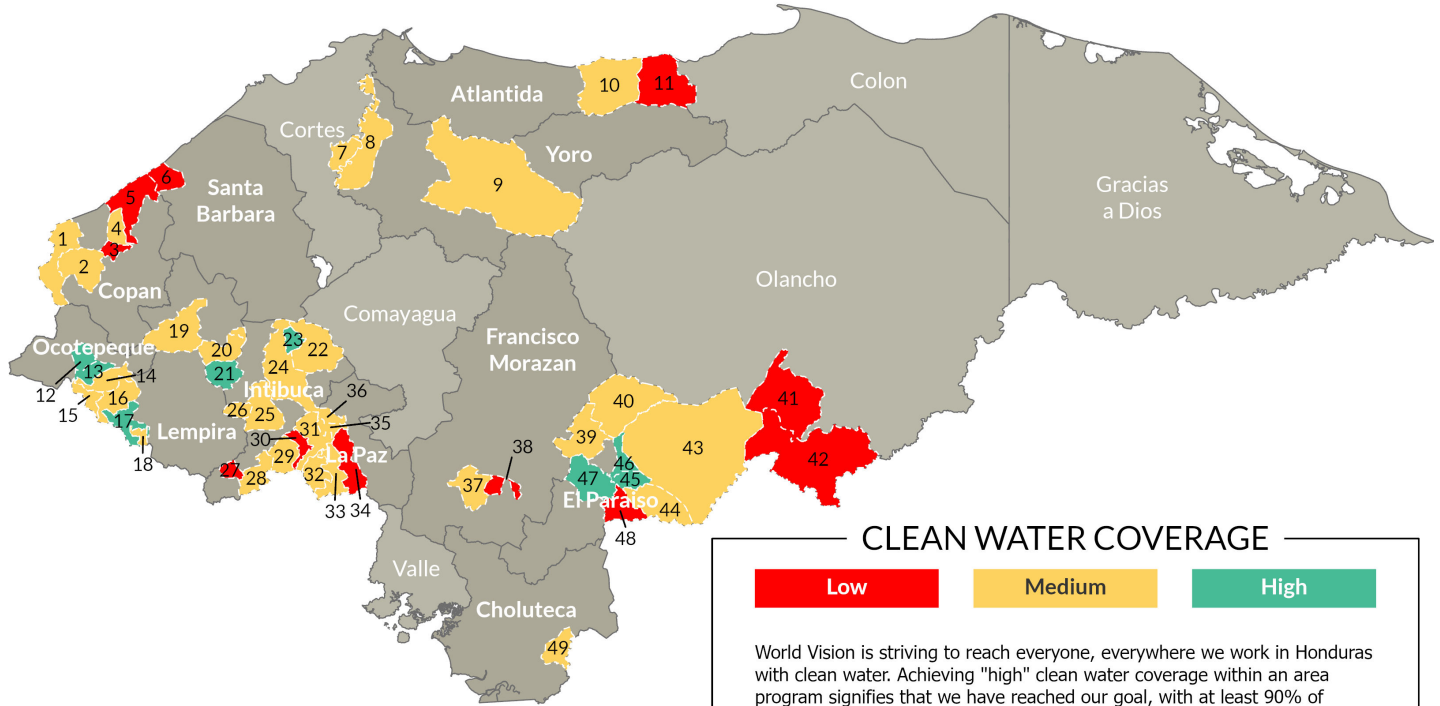 10
11
Colon
Atlantida
Cortes
7
8
Yoro
9
Santa
Barbara
Gracias
a Dios
6
5
4
3
1
2
Copan
Olancho
Comayagua
Francisco
Morazan
19
20
21
23
22
24
Ocotepeque
12
13
14
15
16
17
18
Intibuca
36
26
25
35
Lempira
30
31
29
La Paz
27
28
32
33
34
38
37
40
39
41
43
42
46
47
45
El Paraiso
44
48
Valle
Choluteca
49
CLEAN WATER COVERAGE
Low
Medium
High
World Vision is striving to reach everyone, everywhere we work in Honduras
with clean water. Achieving "high" clean water coverage within an area
program signifies that we have reached our goal, with at least 90% of